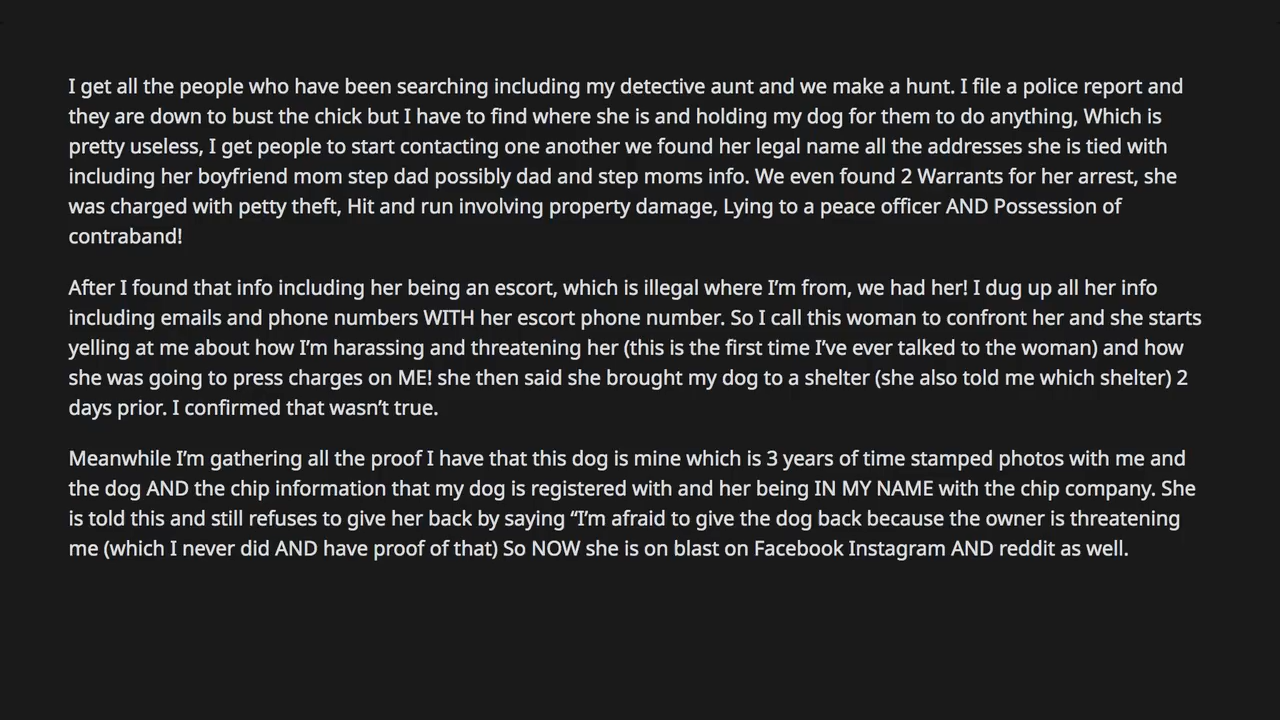 I get all the people who have been searching including my detective aunt and we make a hunt. I file a police report and
they are down to bust the chick but I have to find where she is and holding my dog for them to do anything, Which is
pretty useless, I get people to start contacting one another we found her legal name all the addresses she is tied with
including her boyfriend mom step dad possibly dad and step moms info. We even found 2 Warrants for her arrest, she
was charged with petty theft, Hit and run involving property damage, Lying to a peace officer AND Possession of
contraband!
After I found that info including her being an escort, which is illegal where I’m from, we had her! I dug up all her info
including emails and phone numbers WITH her escort phone number. So I call this woman to confront her and she starts
yelling at me about how I’m harassing and threatening her (this is the first time I’ve ever talked to the woman) and how
she was going to press charges on ME! she then said she brought my dog to a shelter (she also told me which shelter) 2
days prior. I confirmed that wasn’t true.
Meanwhile I’m gathering all the proof I have that this dog is mine which is 3 years of time stamped photos with me and
the dog AND the chip information that my dog is registered with and her being IN MY NAME with the chip company. She
is told this and still refuses to give her back by saying “I’m afraid to give the dog back because the owner is threatening
me (which I never did AND have proof of that) So NOW she is on blast on Facebook Instagram AND reddit as well.